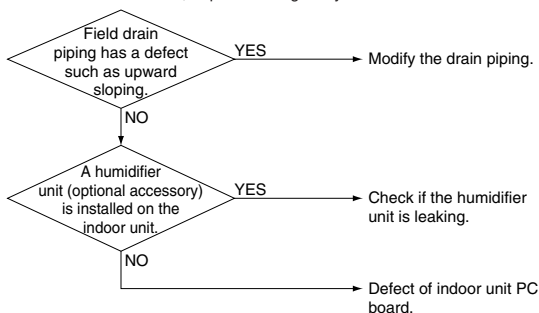 Field drain
piping has a defect
such as upward
sloping.
YES
Modify the drain piping.
NO
A humidifier
unit (optional accessory)
is installed on the
indoor unit.
YES
Check if the humidifier
unit is leaking.
NO
Defect of indoor unit PC
board.